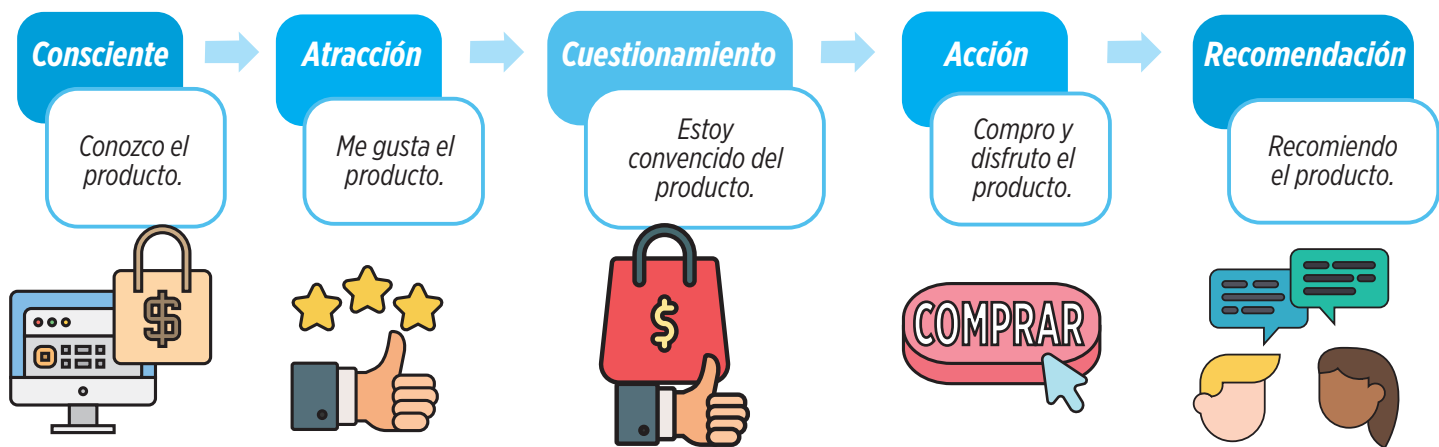 Consciente
Conozco el
producto.
Atracción
Me gusta el
producto.
Cuestionamiento
Estoy
convencido del
producto.
Acción
Compro y
disfruto el
producto.
Recomendación
Recomiendo
el producto.
$
$
COMPRAR